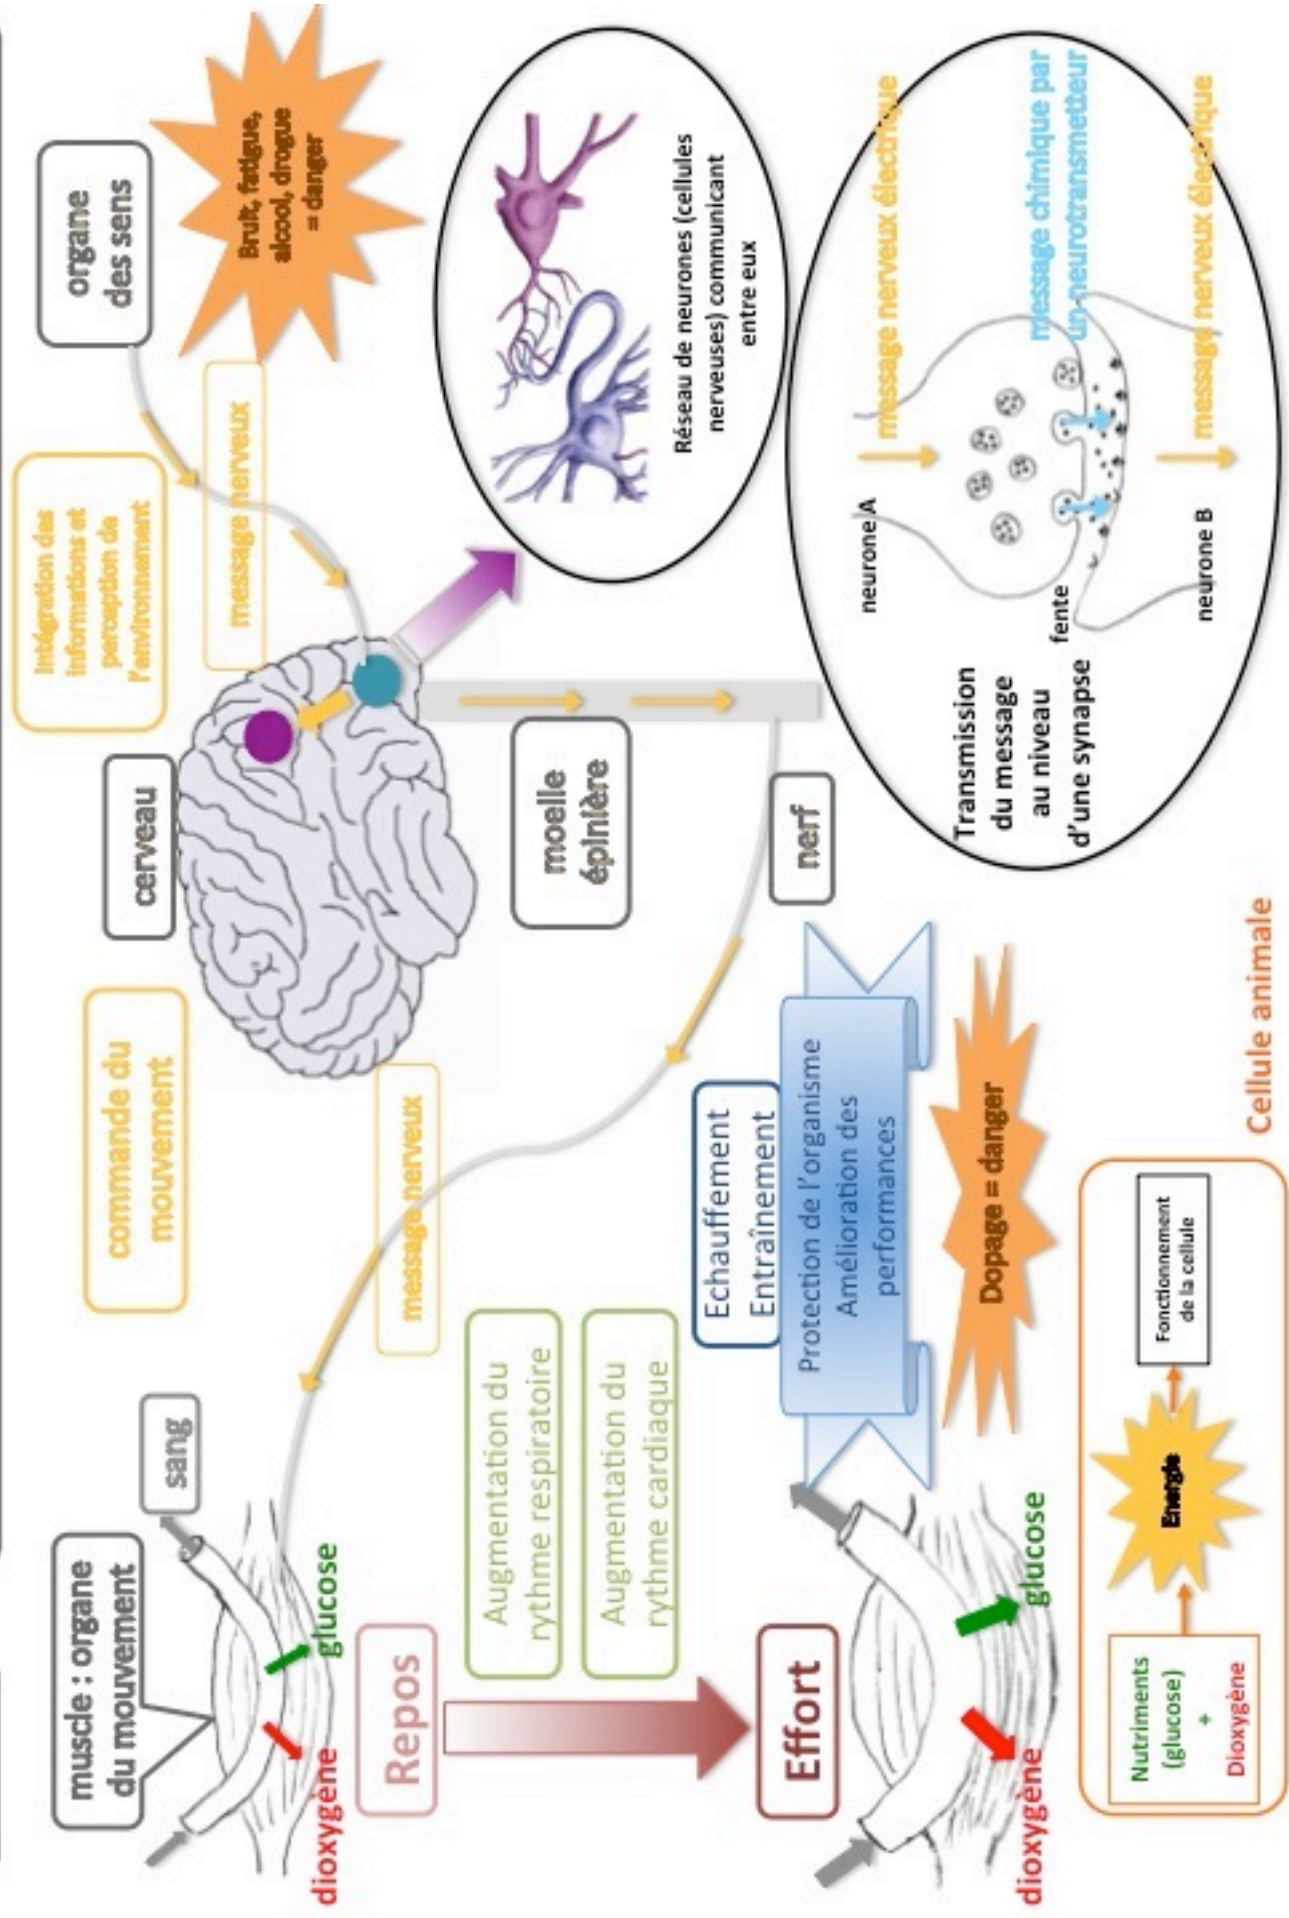 muscle : organe
du mouvement
sang
dioxygène
glucose
Repos
Augmentation du
rythme respiratoire
Augmentation du
rythme cardiaque
Effort
dioxygène
glucose
Nutriments
(glucose)
+
Dioxygène
Energie
Fonctionnement
de la cellule
Cellule animale
commande du
mouvement
message nerveux
Echauffement
Entraînement
Protection de l'organisme
Amélioration des
performances
Dopage = danger
cerveau
moelle
épinière
nerf
Intégration des
informations et
perception de
l'environnement
message nerveux
organe
des sens
Bruit, fatigue,
alcool, drogue
= danger
Réseau de neurones (cellules
nerveuses) communicant
entre eux
Transmission
du message
au niveau
d'une synapse
neurone A
message nerveux électrique
fente
message chimique par
un neurotransmetteur
neurone B
message nerveux électrique